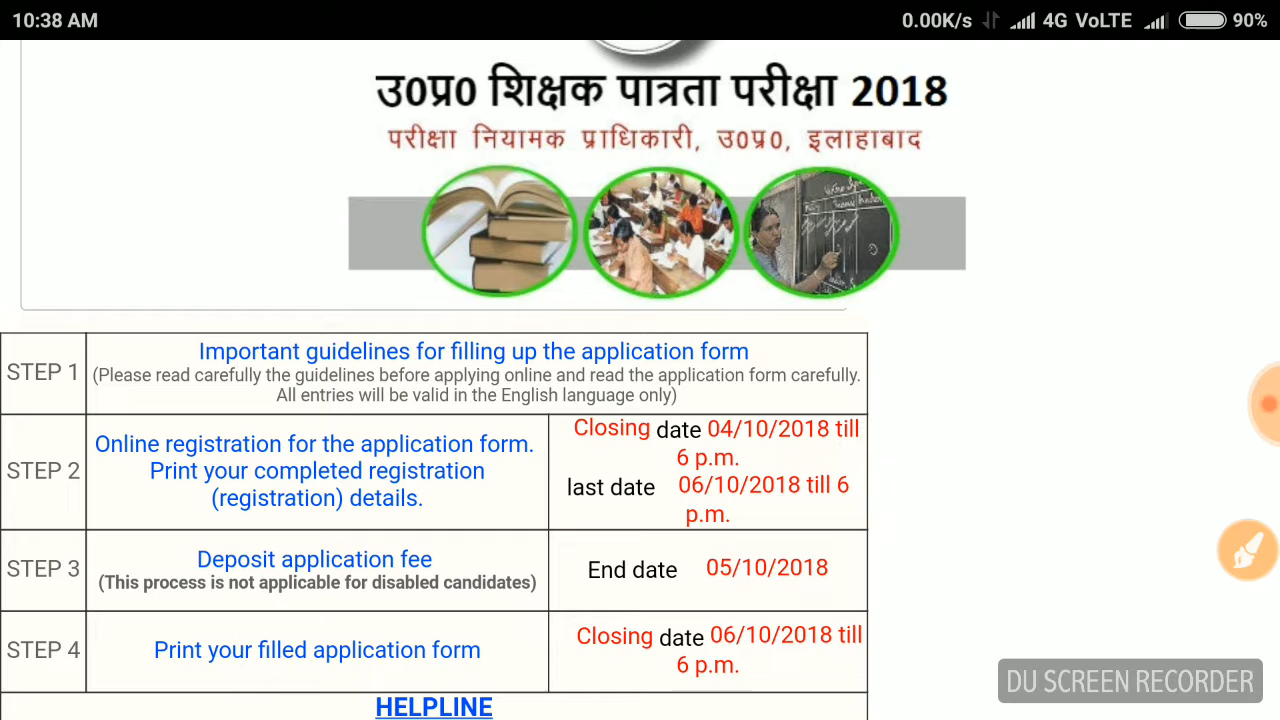 10:38 AM 0.00K/s 4G VoLTE 90%
उ0प्र0 शिक्षक पात्रता परीक्षा 2018
परीक्षा नियामक प्राधिकारी, उ0प्र0, इलाहाबाद
STEP 1
Important guidelines for filling up the application form
(Please read carefully the guidelines before applying online and read the application form carefully.
All entries will be valid in the English language only)
STEP 2
Online registration for the application form.
Print your completed registration
(registration) details.
Closing date 04/10/2018 till
6 p.m.
last date 06/10/2018 till 6
p.m.
STEP 3
Deposit application fee
(This process is not applicable for disabled candidates)
End date 05/10/2018
STEP 4
Print your filled application form
Closing date 06/10/2018 till
6 p.m.
HELPLINE
DU SCREEN RECORDER